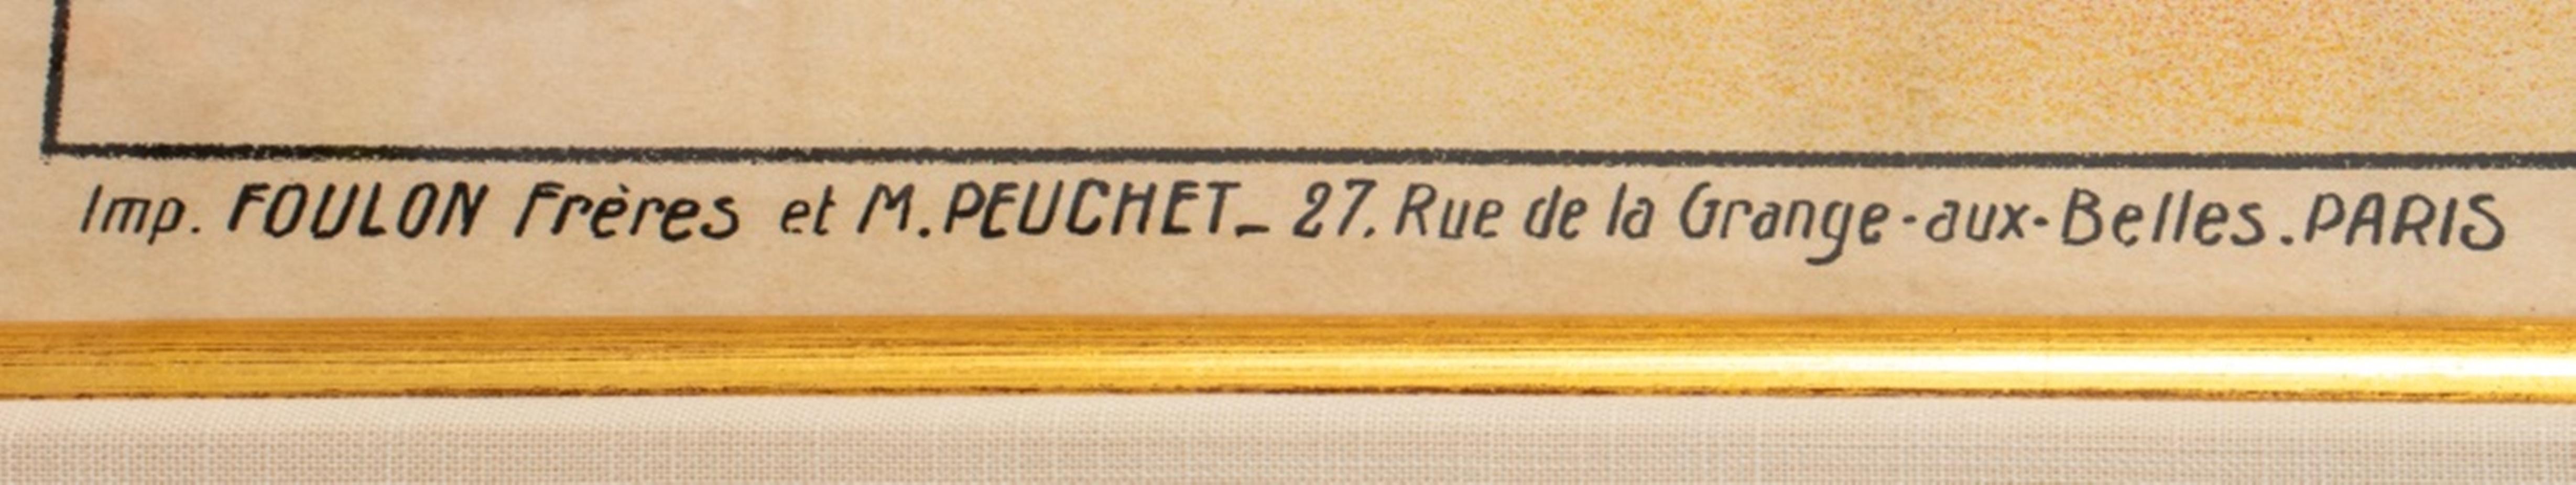 Imp. FOULON Frères et M. PEUCHET_ 27. Rue de la Grange-aux-Belles. PARIS